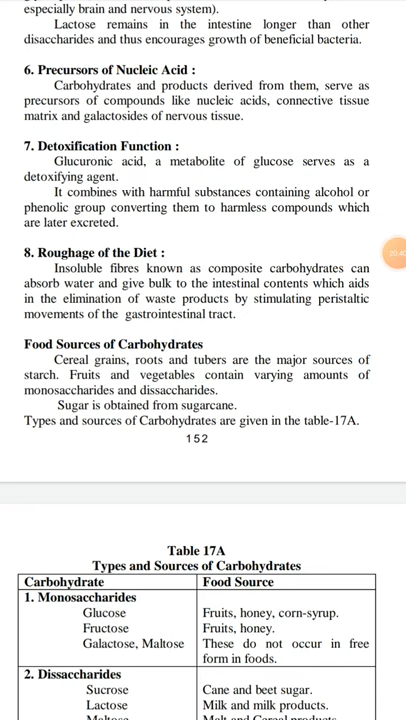 especially brain and nervous system).
Lactose remains in the intestine longer than other
disaccharides and thus encourages growth of beneficial bacteria.
6. Precursors of Nucleic Acid :
Carbohydrates and products derived from them, serve as
precursors of compounds like nucleic acids, connective tissue
matrix and galactosides of nervous tissue.
7. Detoxification Function :
Glucuronic acid, a metabolite of glucose serves as a
detoxifying agent.
It combines with harmful substances containing alcohol or
phenolic group converting them to harmless compounds which
are later excreted.
8. Roughage of the Diet :
Insoluble fibres known as composite carbohydrates can
absorb water and give bulk to the intestinal contents which aids
in the elimination of waste products by stimulating peristaltic
movements of the gastrointestinal tract.
Food Sources of Carbohydrates
Cereal grains, roots and tubers are the major sources of
starch. Fruits and vegetables contain varying amounts of
monosaccharides and dissaccharides.
Sugar is obtained from sugarcane.
Types and sources of Carbohydrates are given in the table-17A.
152
Table 17A
Types and Sources of Carbohydrates
Carbohydrate Food Source
1. Monosaccharides
Glucose Fruits, honey, corn-syrup.
Fructose Fruits, honey.
Galactose, Maltose These do not occur in free
form in foods.
2. Dissaccharides
Sucrose Cane and beet sugar.
Lactose Milk and milk products.
Maltose Malt and Cereal products